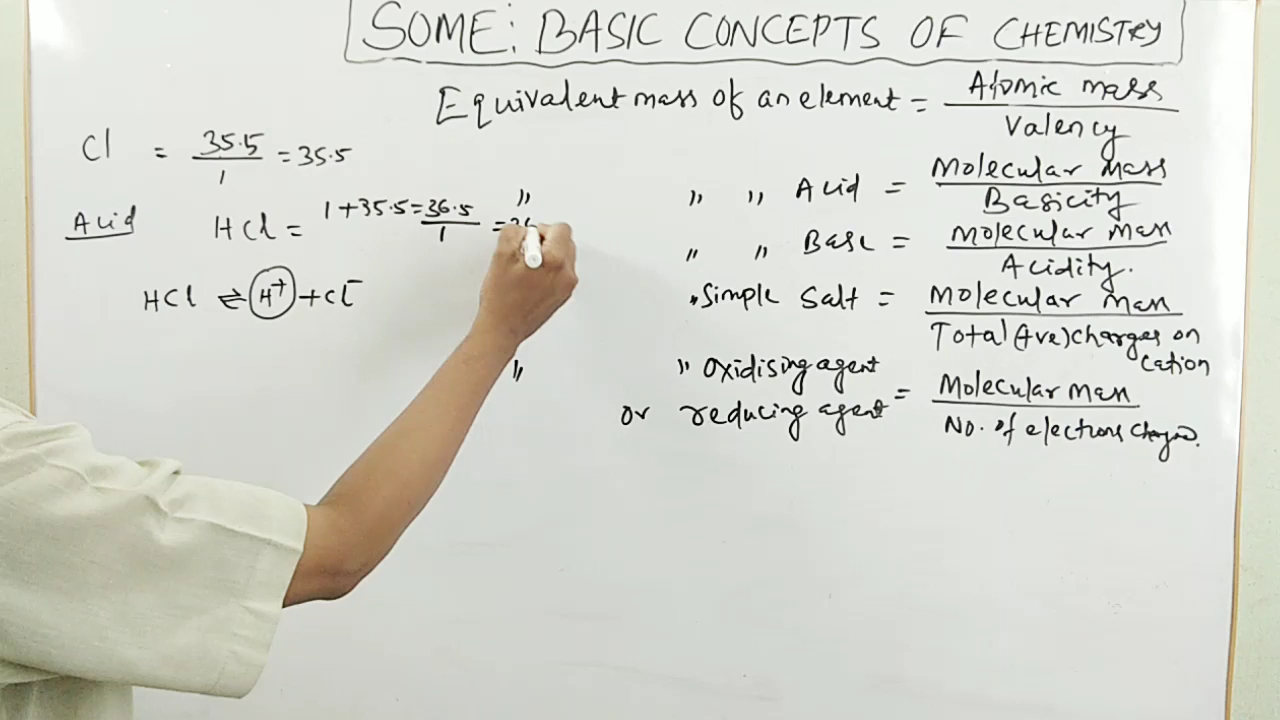 SOME: BASIC CONCEPTS OF CHEMISTRY
Equivalent mass of an element = Atomic mass / Valency
Cl = 35.5 / 1 = 35.5
" " " Acid = Molecular mass / Basicity
Acid HCl = 1 + 35.5 = 36.5 / 1 =
" " Base = Molecular mass / Acidity.
HCl ⇌ H⁺ + Cl⁻
" Simple Salt = Molecular mass / Total (+ve) charges on cation
" " Oxidising agent
or reducing agent = Molecular mass / No. of electrons